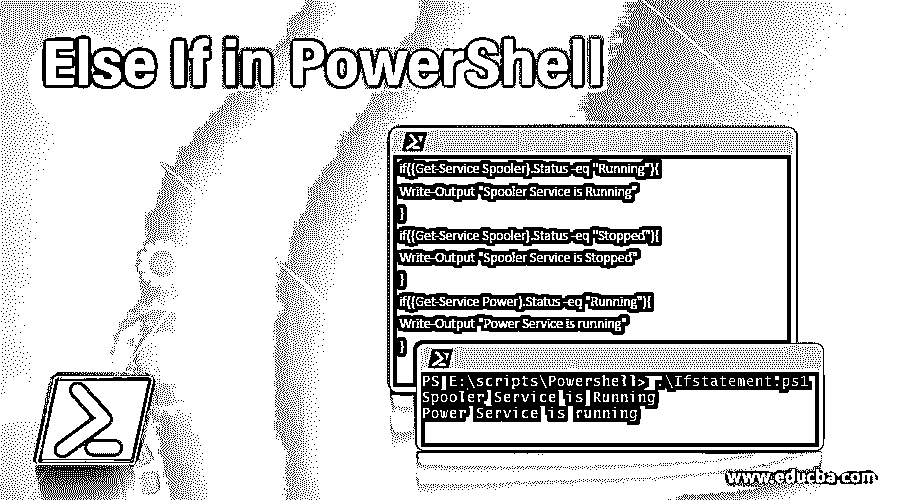 Else If in PowerShell
if((Get-Service Spooler).Status -eq "Running"){
Write-Output "Spooler Service is Running"
}
if((Get-Service Spooler).Status -eq "Stopped"){
Write-Output "Spooler Service is Stopped"
}
if((Get-Service Power).Status -eq "Running"){
Write-Output "Power Service is running"
}
PS E:\scripts\Powershell> .\Ifstatement.ps1
Spooler Service is Running
Power Service is running
www.educba.com